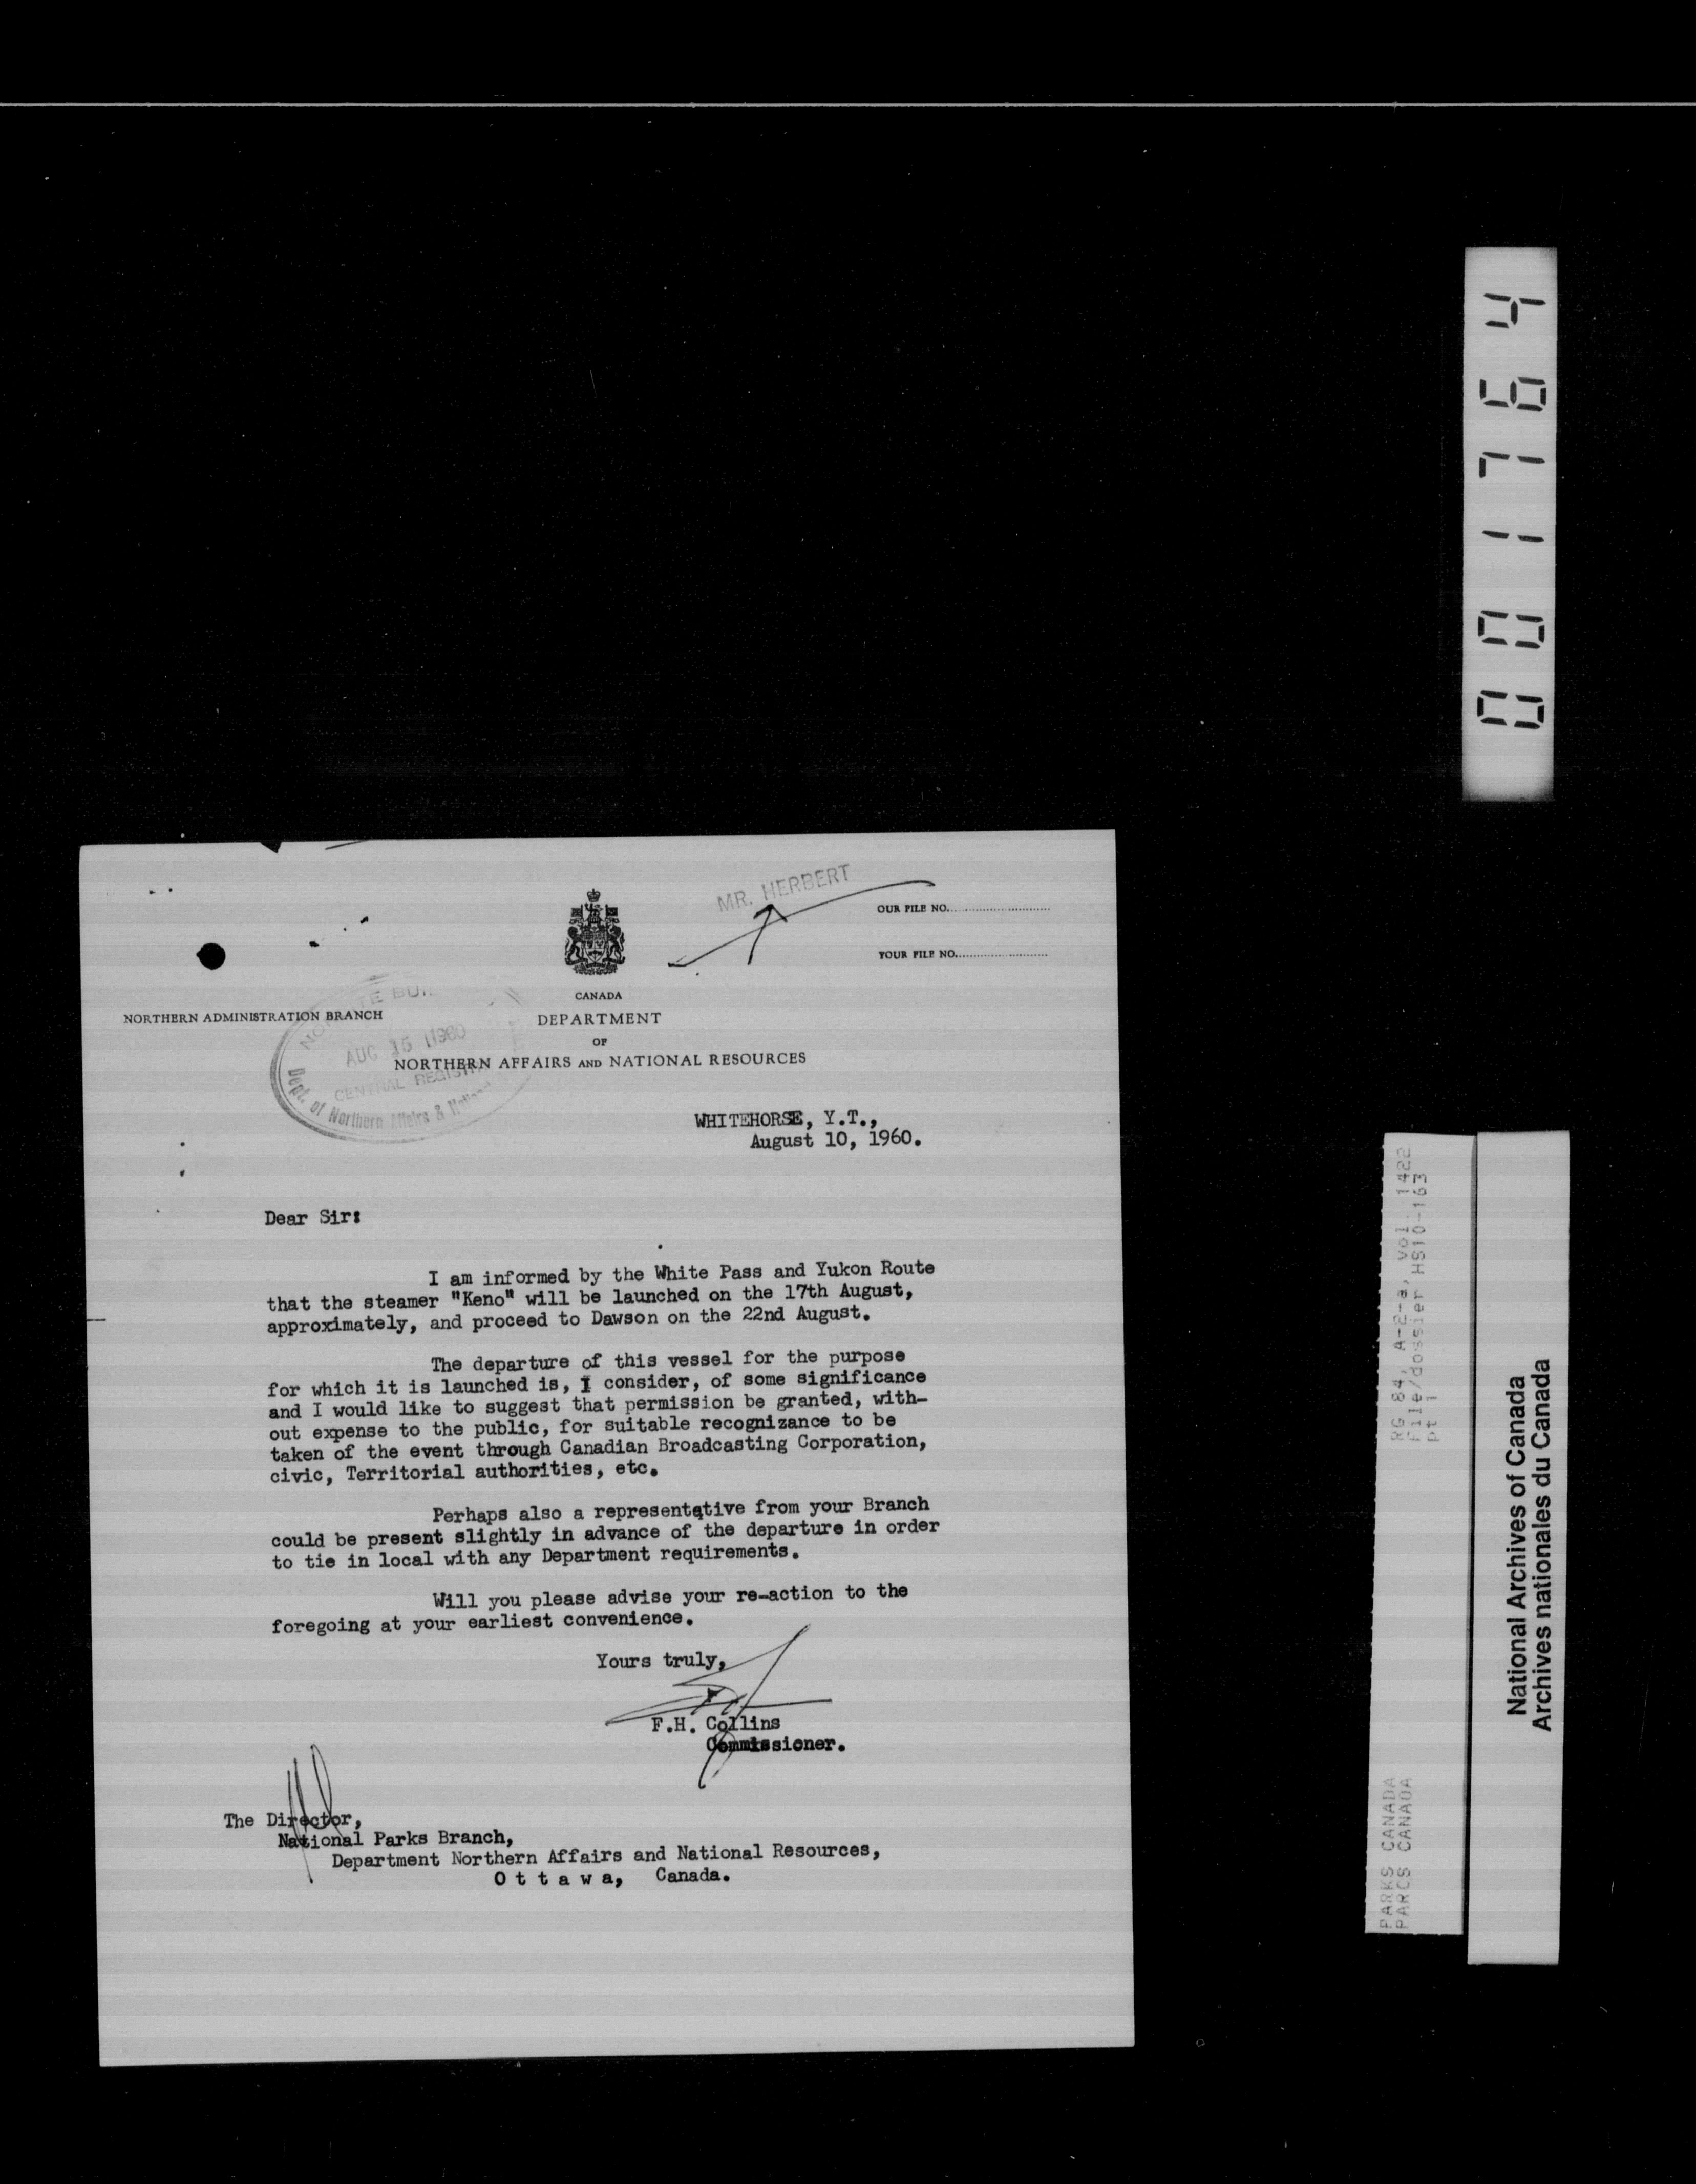 MR. HERBERT
OUR FILE NO.
YOUR FILE NO.
CANADA
NORTHERN ADMINISTRATION BRANCH
DEPARTMENT
OF
NORTHERN AFFAIRS AND NATIONAL RESOURCES
AUG 15 1960
CENTRAL REGISTRY
Dept. of Northern Affairs &
WHITEHORSE, Y.T.,
August 10, 1960.
Dear Sir:
I am informed by the White Pass and Yukon Route
that the steamer "Keno" will be launched on the 17th August,
approximately, and proceed to Dawson on the 22nd August.
The departure of this vessel for the purpose
for which it is launched is, I consider, of some significance
and I would like to suggest that permission be granted, with-
out expense to the public, for suitable recognizance to be
taken of the event through Canadian Broadcasting Corporation,
civic, Territorial authorities, etc.
Perhaps also a representative from your Branch
could be present slightly in advance of the departure in order
to tie in local with any Department requirements.
Will you please advise your re-action to the
foregoing at your earliest convenience.
Yours truly,
F.H. Collins
Commissioner.
The Director,
National Parks Branch,
Department Northern Affairs and National Resources,
O t t a w a, Canada.
001764
RG 84, A-2-a, vol. 1422
File/dossier HS10-163
pt 1
PARKS CANADA
PARCS CANADA
National Archives of Canada
Archives nationales du Canada